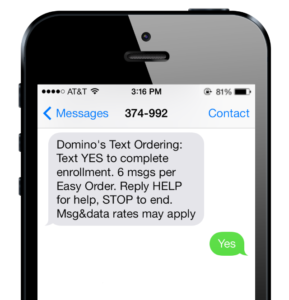 AT&T 3:16 PM 81%
Messages 374-992 Contact
Domino's Text Ordering:
Text YES to complete
enrollment. 6 msgs per
Easy Order. Reply HELP
for help, STOP to end.
Msg&data rates may apply
Yes